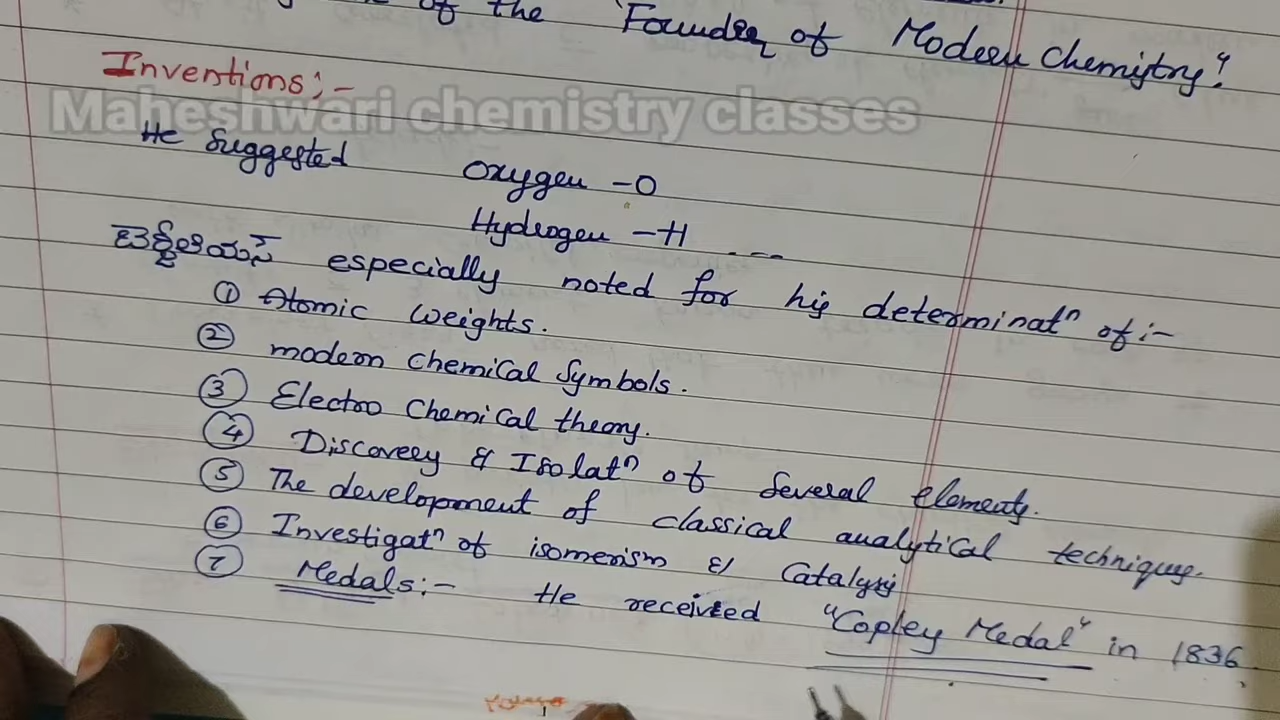 of the "Founder of Modern Chemistry"
Inventions:-
Maheshwari chemistry classes
He Suggested Oxygen - O
Hydrogen - H ---
especially noted for his determinatⁿ of:-
① Atomic weights.
② modern Chemical Symbols.
③ Electro Chemical theory.
④ Discovery & Isolatⁿ of Several elements.
⑤ The development of classical analytical techniques.
⑥ Investigatⁿ of isomerism & Catalysis
⑦ Medals:- He received "Copley Medal" in 1836.